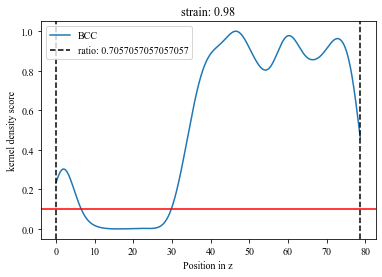 strain: 0.98
BCC
ratio: 0.7057057057057057
kernel density score
1.0
0.8
0.6
0.4
0.2
0.0
0 10 20 30 40 50 60 70 80
Position in z